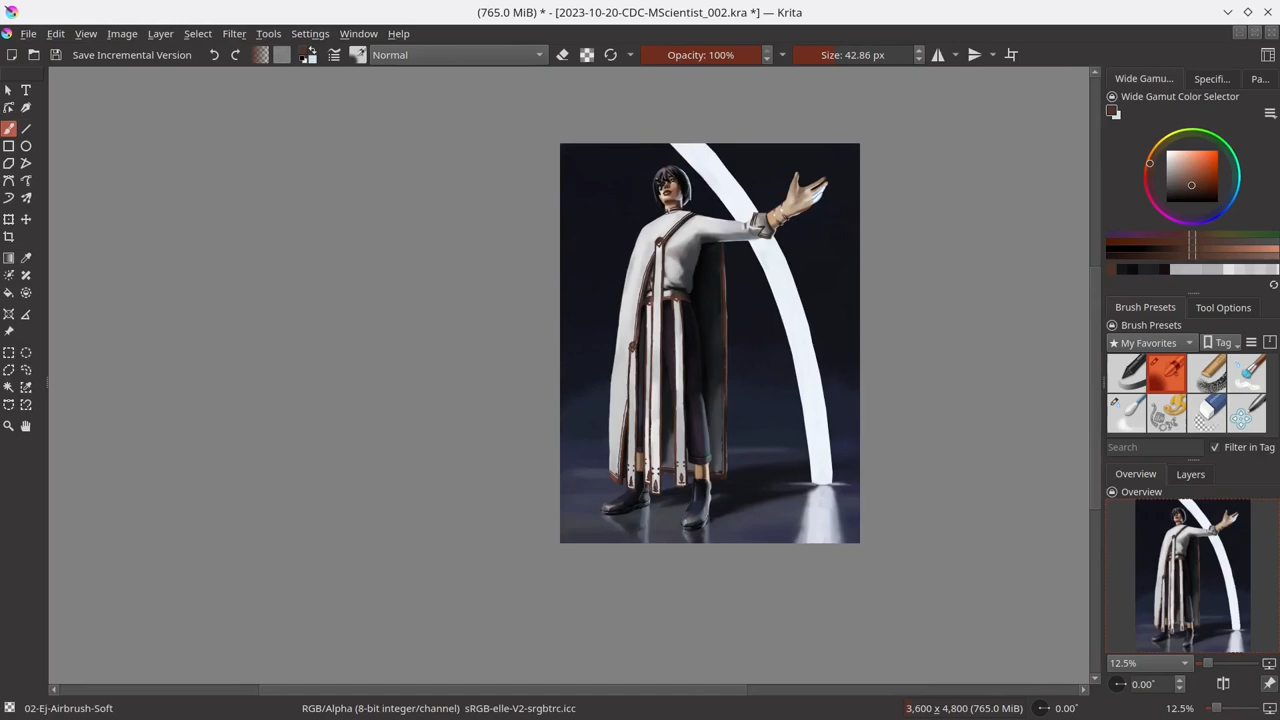 (765.0 MiB) * - [2023-10-20-CDC-MScientist_002.kra *] — Krita
File Edit View Image Layer Select Filter Tools Settings Window Help
Save Incremental Version Normal Opacity: 100% Size: 42.86 px
Wide Gamu... Specifi... Pa...
Wide Gamut Color Selector
Brush Presets Tool Options
Brush Presets
★ My Favorites Tag
Search Filter in Tag
Overview Layers
Overview
12.5%
0.00°
02-Ej-Airbrush-Soft RGB/Alpha (8-bit integer/channel) sRGB-elle-V2-srgbtrc.icc 3,600 x 4,800 (765.0 MiB) 0.00° 12.5%